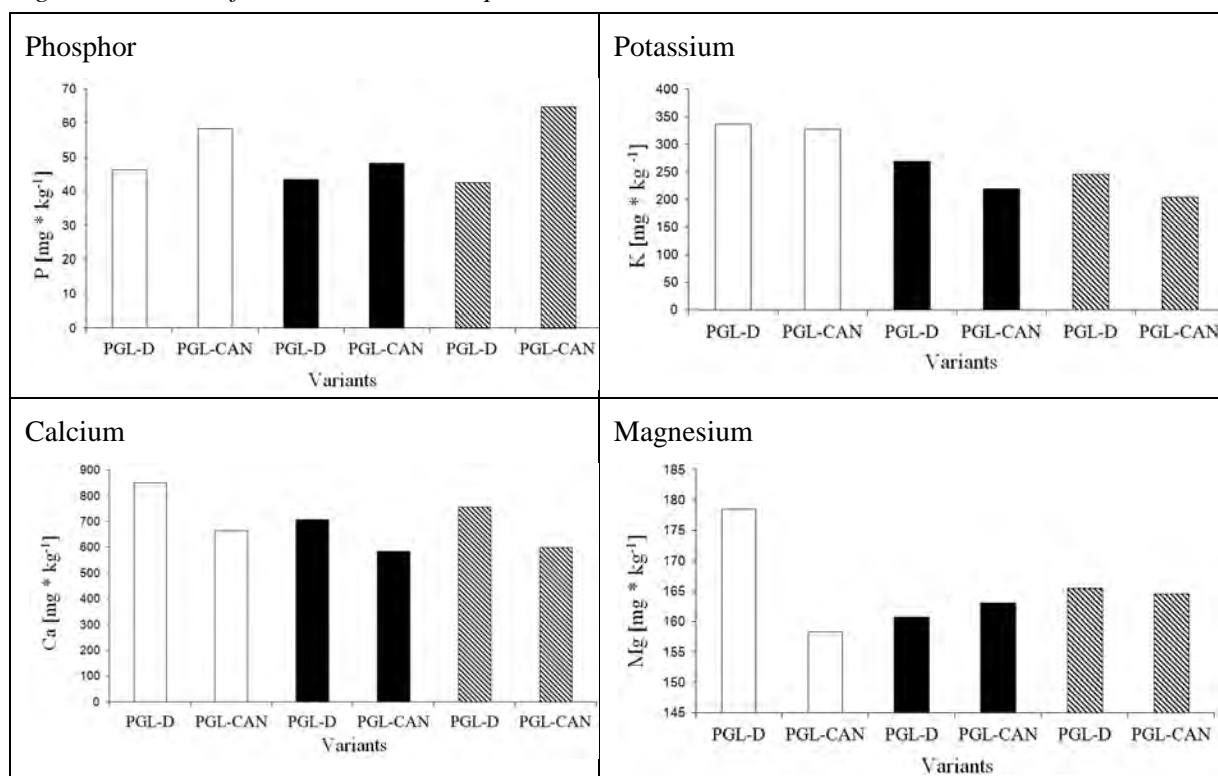 Phosphor
70
60
50
40
30
20
10
0
P [mg * kg-1]
PGL-D PGL-CAN PGL-D PGL-CAN PGL-D PGL-CAN
Variants
Potassium
400
350
300
250
200
150
100
50
0
K [mg * kg -1]
PGL-D PGL-CAN PGL-D PGL-CAN PGL-D PGL-CAN
Variants
Calcium
900
800
700
600
500
400
300
200
100
0
Ca [mg * kg-1]
PGL-D PGL-CAN PGL-D PGL-CAN PGL-D PGL-CAN
Variants
Magnesium
185
180
175
170
165
160
155
150
145
Mg [mg * kg-1]
PGL-D PGL-CAN PGL-D PGL-CAN PGL-D PGL-CAN
Variants